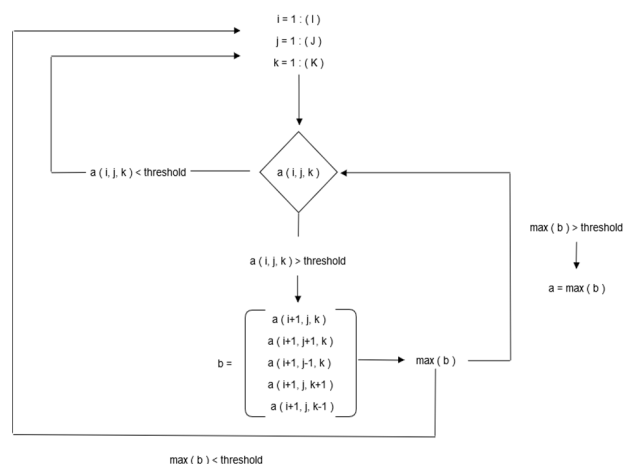 i = 1 : ( I )
j = 1 : ( J )
k = 1 : ( K )
a ( i, j, k ) < threshold
a ( i, j, k )
max ( b ) > threshold
a = max ( b )
a ( i, j, k ) > threshold
b =
a ( i+1, j, k )
a ( i+1, j+1, k )
a ( i+1, j-1, k )
a ( i+1, j, k+1 )
a ( i+1, j, k-1 )
max ( b )
max ( b ) < threshold